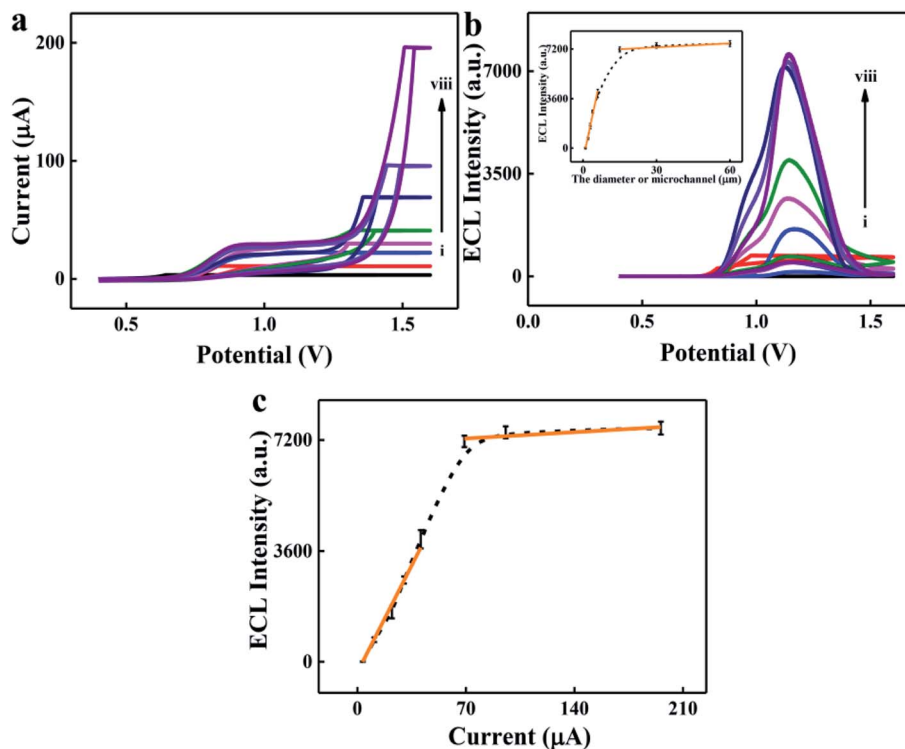 a
Current (μA)
200
100
0
viii
i
0.5
1.0
1.5
Potential (V)
b
ECL Intensity (a.u.)
7000
3500
0
viii
i
0.0
0.5
1.0
1.5
Potential (V)
ECL Intensity (a.u.)
7200
3600
0
0
30
60
The diameter or microchannel (μm)
c
ECL Intensity (a.u.)
7200
3600
0
0
70
140
210
Current (μA)